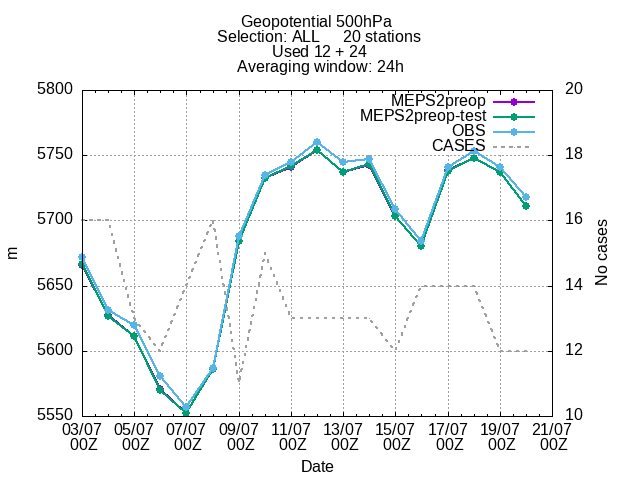 Geopotential 500hPa
Selection: ALL 20 stations
Used 12 + 24
Averaging window: 24h
5800 20
MEPS2preop
MEPS2preop-test
OBS
CASES
5750 18
5700 16
m No cases
5650 14
5600 12
5550 10
03/07 05/07 07/07 09/07 11/07 13/07 15/07 17/07 19/07 21/07
00Z 00Z 00Z 00Z 00Z 00Z 00Z 00Z 00Z 00Z
Date